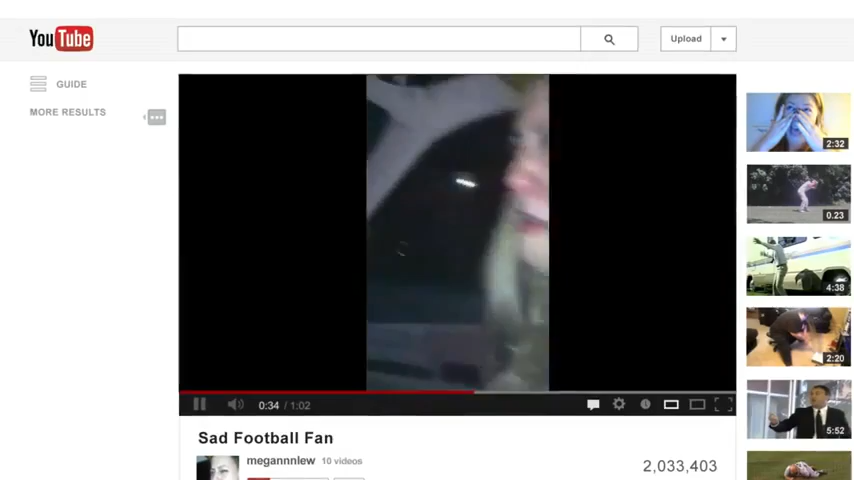 YouTube
Upload
GUIDE
MORE RESULTS
2:32
0.23
4:38
2:20
5:52
0:34 / 1:02
Sad Football Fan
megannnlew 10 videos
2,033,403